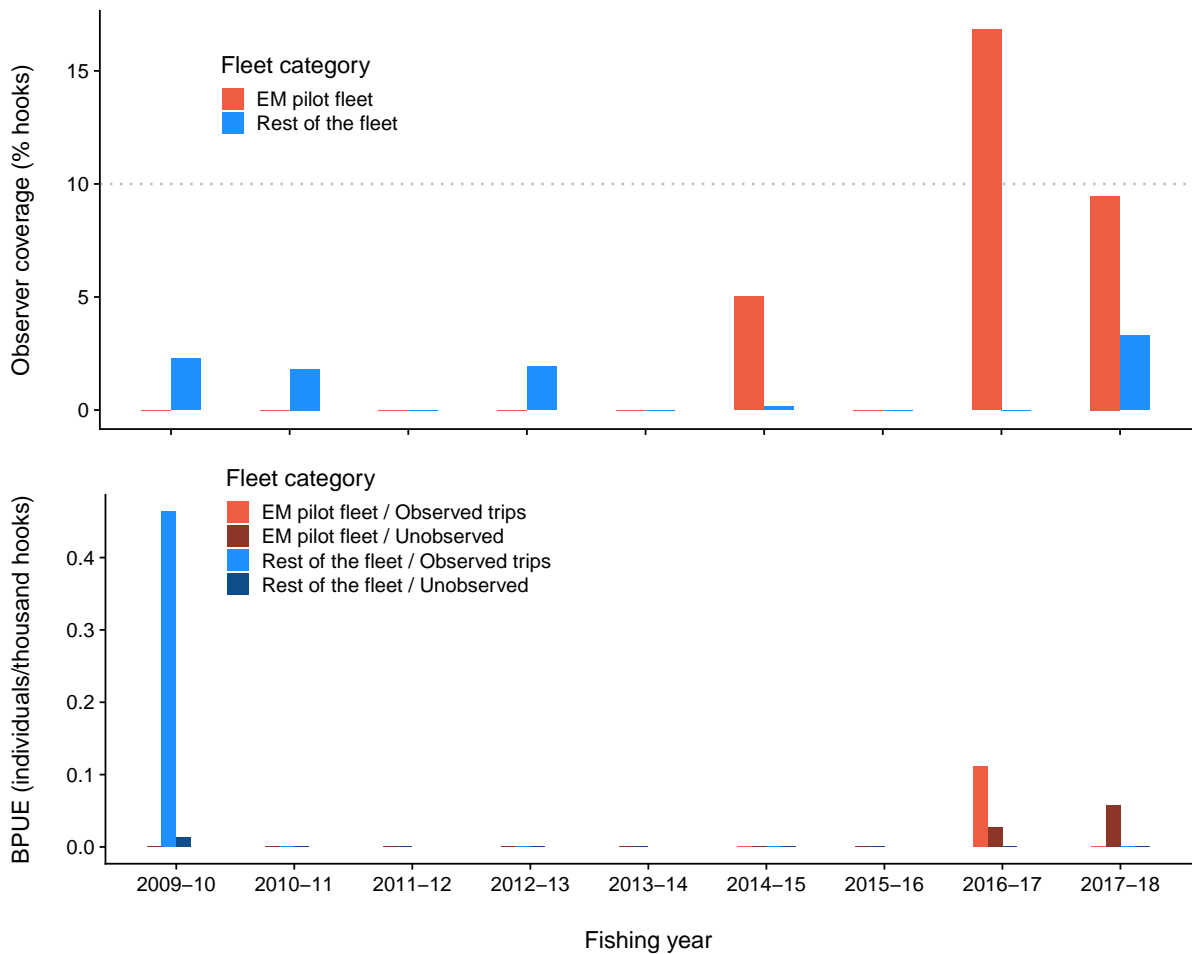 Observer coverage (% hooks)
15
10
5
0
Fleet category
EM pilot fleet
Rest of the fleet
BPUE (individuals/thousand hooks)
0.4
0.3
0.2
0.1
0.0
Fleet category
EM pilot fleet / Observed trips
EM pilot fleet / Unobserved
Rest of the fleet / Observed trips
Rest of the fleet / Unobserved
2009−10 2010−11 2011−12 2012−13 2013−14 2014−15 2015−16 2016−17 2017−18
Fishing year